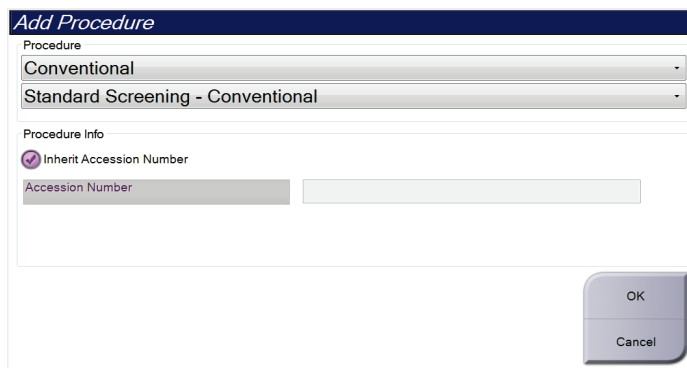 Add Procedure
Procedure
Conventional
Standard Screening - Conventional
Procedure Info
Inherit Accession Number
Accession Number
OK
Cancel